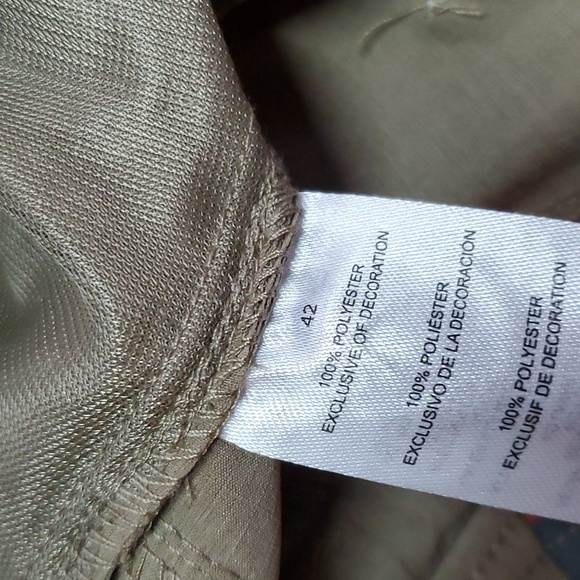 42
100% POLYESTER
EXCLUSIVE OF DECORATION
100% POLIÉSTER
EXCLUSIVO DE LA DECORACIÓN
100% POLYESTER
EXCLUSIF DE DECORATION